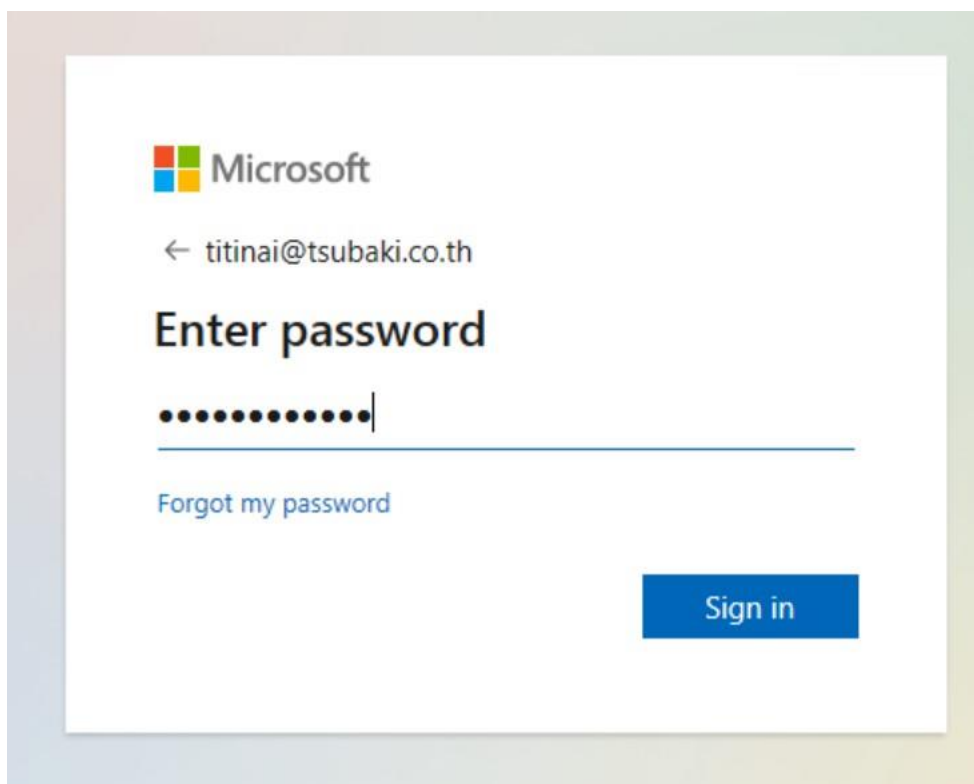 Microsoft
← titinai@tsubaki.co.th
Enter password
••••••••••••
Forgot my password
Sign in